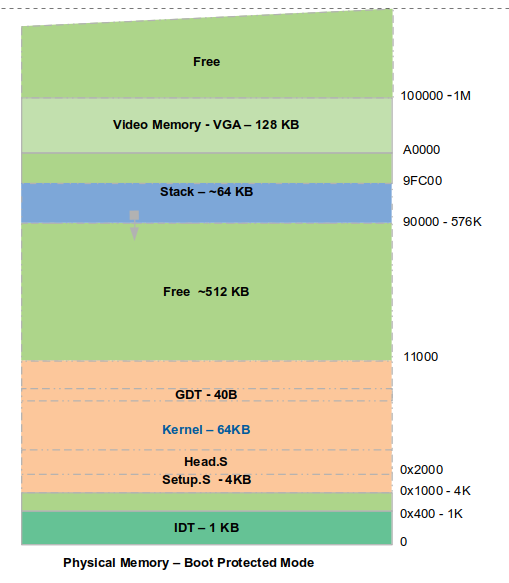 Free
100000 -1M
Video Memory - VGA – 128 KB
A0000
9FC00
Stack – ~64 KB
90000 - 576K
Free ~512 KB
11000
GDT - 40B
Kernel – 64KB
Head.S
0x2000
Setup.S - 4KB
0x1000 - 4K
0x400 - 1K
IDT – 1 KB
0
Physical Memory – Boot Protected Mode